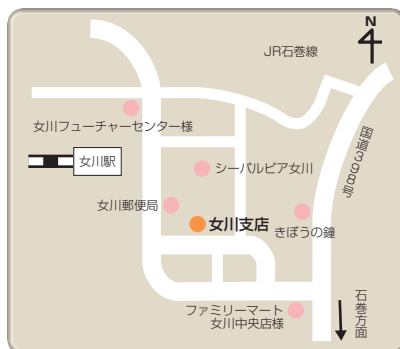 N
JR石巻線
女川フューチャーセンター様
国道398号
女川駅
シーパルピア女川
女川郵便局
女川支店
きぼうの鐘
石巻方面
ファミリーマート
女川中央店様